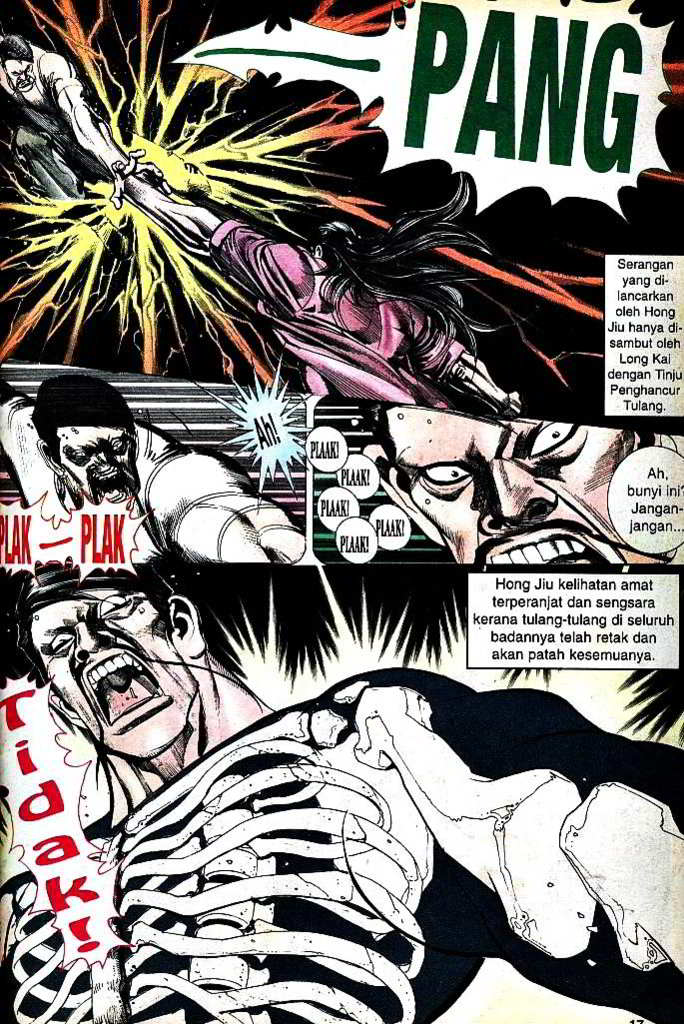 PANG
Serangan
yang di-
lancarkan
oleh Hong
Jiu hanya di-
sambut oleh
Long Kai
dengan Tinju
Penghancur
Tulang.
Ah!
PLAK — PLAK
PLAAK!
PLAAK!
PLAAK!
PLAAK!
PLAAK!
Ah,
bunyi ini?
Jangan-
jangan...
Hong Jiu kelihatan amat
terperanjat dan sengsara
kerana tulang-tulang di seluruh
badannya telah retak dan
akan patah kesemuanya.
Tidak!
17